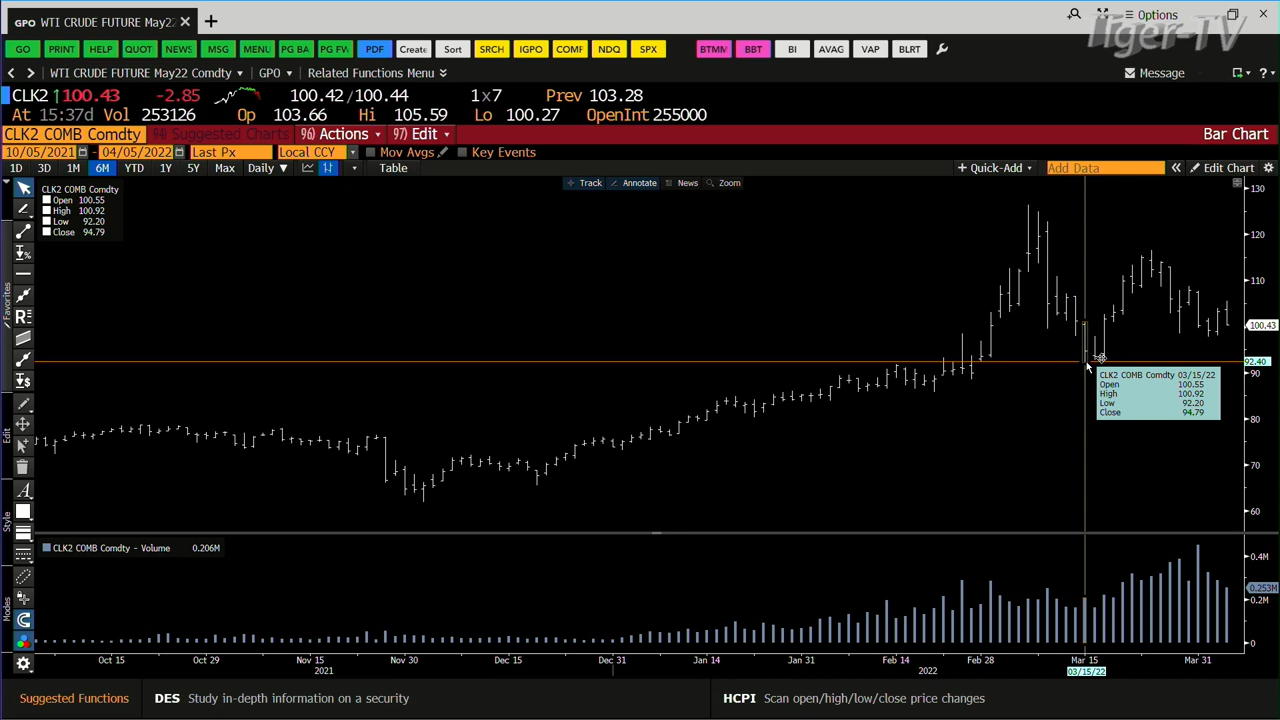 GPO WTI CRUDE FUTURE May22
Options
Tiger-TV
GO PRINT HELP QUOT NEWS MSG MENU PG BA PG FW PDF Create Sort SRCH IGPO COMF NDQ SPX BTMM BBT BI AVAG VAP BLRT
WTI CRUDE FUTURE May22 Comdty GPO Related Functions Menu Message ?
CLK2 ↑100.43 -2.85 100.42/100.44 1x7 Prev 103.28
At 15:37d Vol 253126 Op 103.66 Hi 105.59 Lo 100.27 OpenInt 255000
CLK2 COMB Comdty 94) Suggested Charts 96) Actions 97) Edit Bar Chart
10/05/2021 - 04/05/2022 Last Px Local CCY Mov Avgs Key Events
1D 3D 1M 6M YTD 1Y 5Y Max Daily Table + Quick-Add Add Data Edit Chart
Track Annotate News Zoom
CLK2 COMB Comdty
Open 100.55
High 100.92
Low 92.20
Close 94.79
130
120
110
100.43
92.40
90
80
70
60
CLK2 COMB Comdty 03/15/22
Open 100.55
High 100.92
Low 92.20
Close 94.79
Favorites
Edit
Style
Modes
CLK2 COMB Comdty - Volume 0.206M
0.4M
0.253M
0.2M
0
Oct 15 Oct 29 Nov 15 Nov 30 Dec 15 Dec 31 Jan 14 Jan 31 Feb 14 Feb 28 Mar 15 Mar 31
2021 2022 03/15/22
Suggested Functions DES Study in-depth information on a security HCPI Scan open/high/low/close price changes